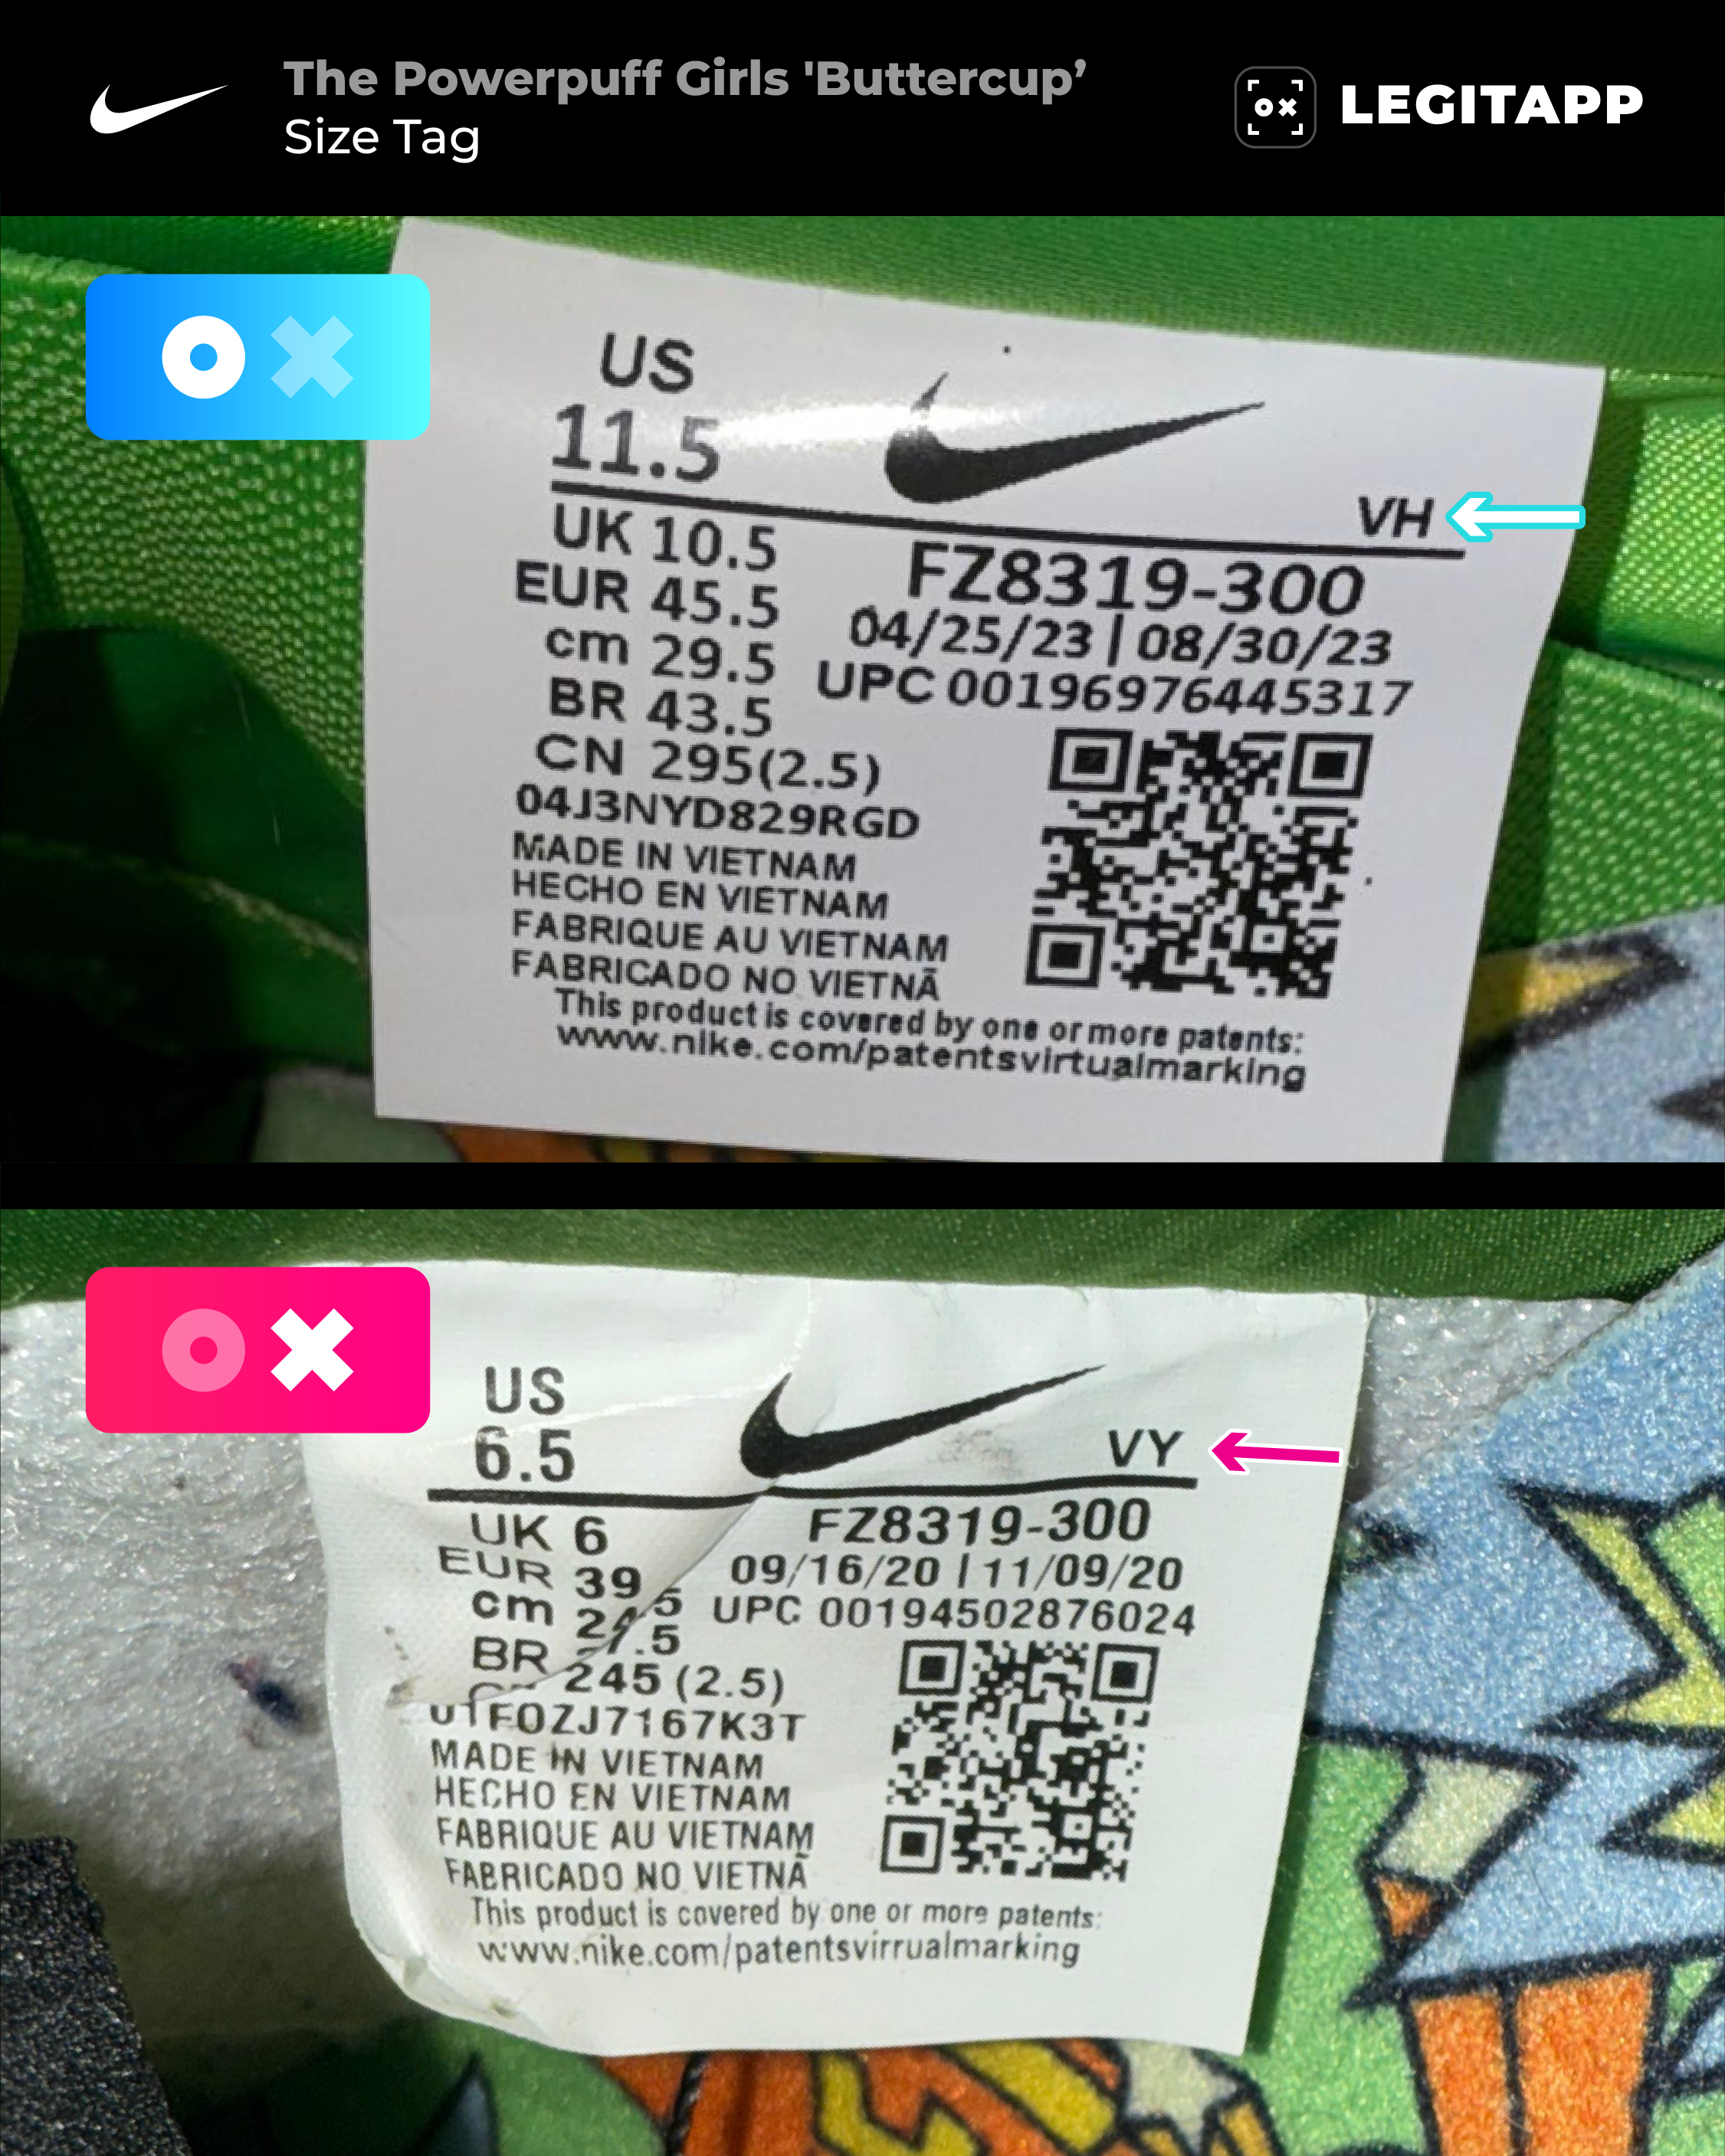 The Powerpuff Girls 'Buttercup’
Size Tag
LEGITAPP
US
11.5
VH
UK 10.5
EUR 45.5
cm 29.5
BR 43.5
CN 295(2.5)
FZ8319-300
04/25/23 | 08/30/23
UPC 00196976445317
04J3NYD829RGD
MADE IN VIETNAM
HECHO EN VIETNAM
FABRIQUE AU VIETNAM
FABRICADO NO VIETNÃ
This product is covered by one or more patents:
www.nike.com/patentsvirtualmarking
US
6.5
VY
UK 6
EUR 39
cm 24.5
BR 7.5
245 (2.5)
FZ8319-300
09/16/20 | 11/09/20
UPC 00194502876024
01F0ZJ7167K3T
MADE IN VIETNAM
HECHO EN VIETNAM
FABRIQUE AU VIETNAM
FABRICADO NO VIETNÃ
This product is covered by one or more patents:
www.nike.com/patentsvirrualmarking